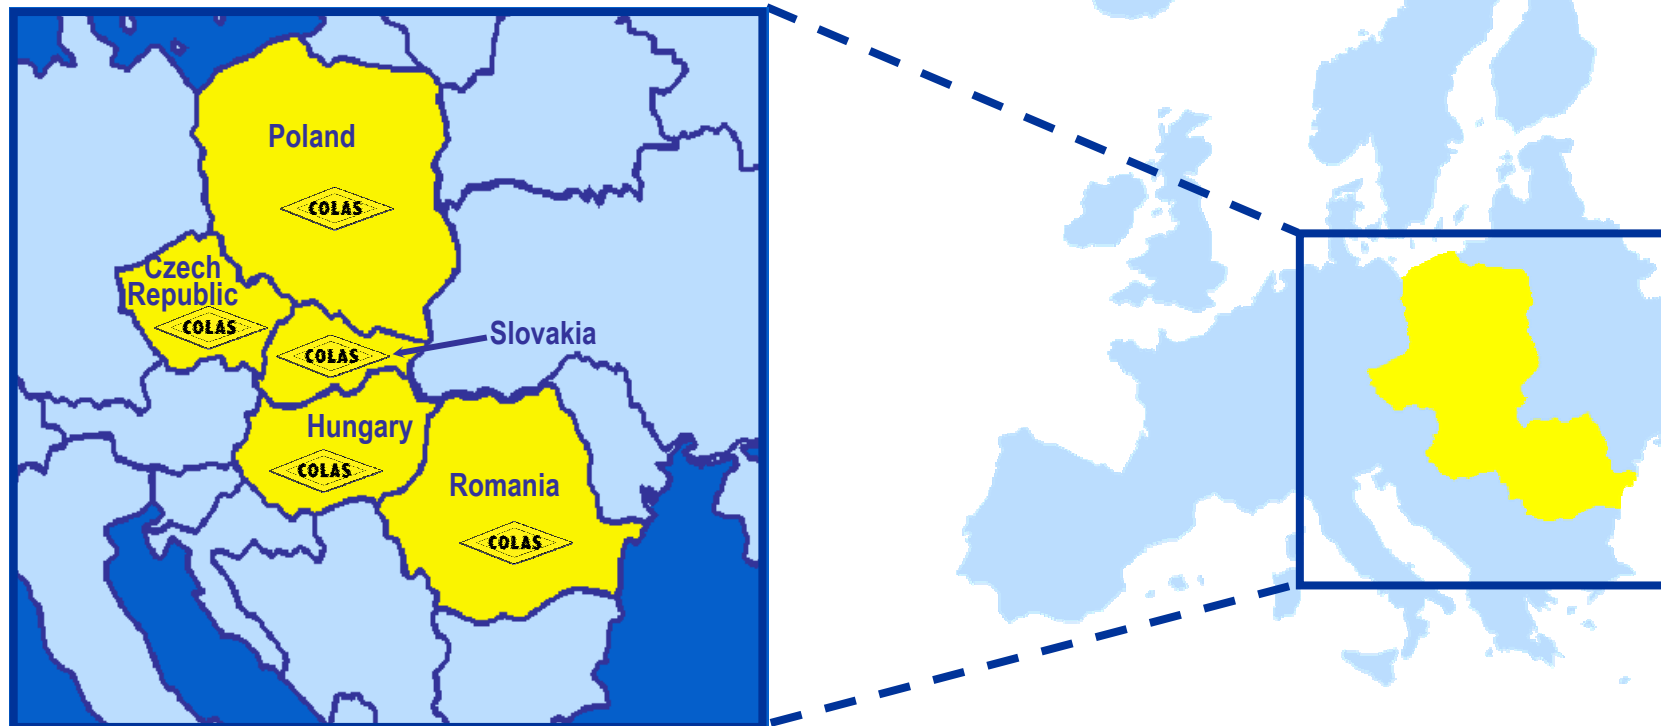 Poland
COLAS
Czech
Republic
COLAS
Slovakia
COLAS
Hungary
COLAS
Romania
COLAS